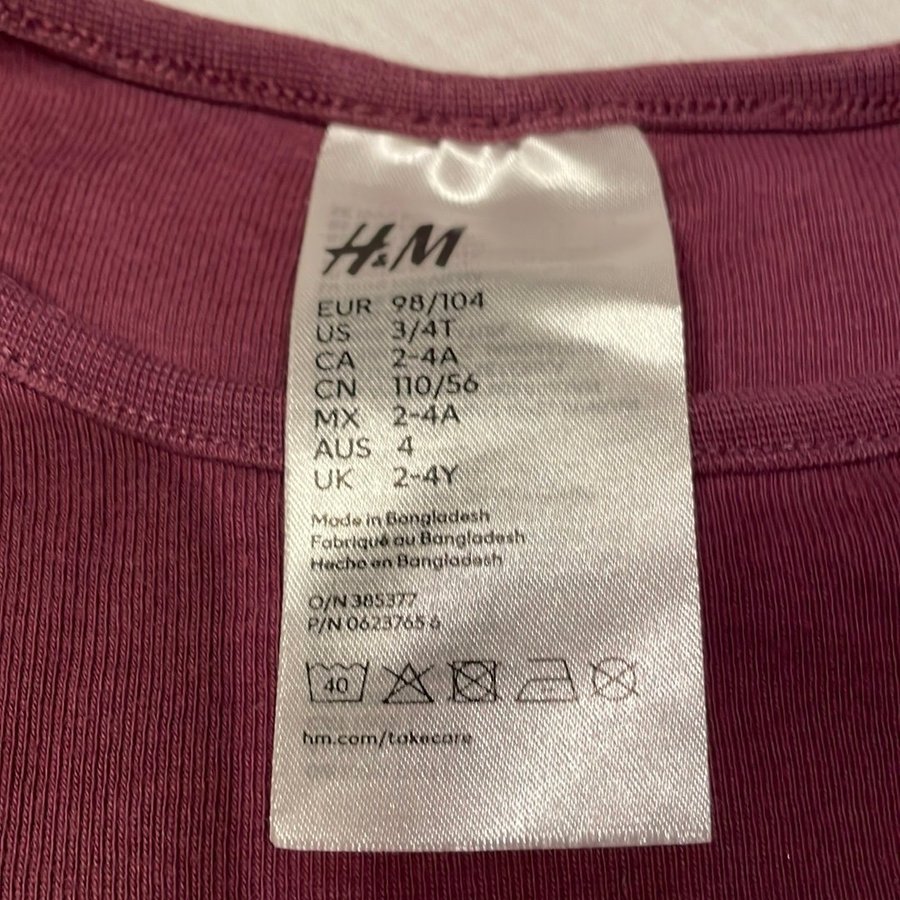 H&M
EUR 98/104
US 3/4T
CA 2-4A
CN 110/56
MX 2-4A
AUS 4
UK 2-4Y
Made in Bangladesh
Fabriqué au Bangladesh
Hecho en Bangladesh
O/N 385377
P/N 0623765 6
40
hm.com/takecare